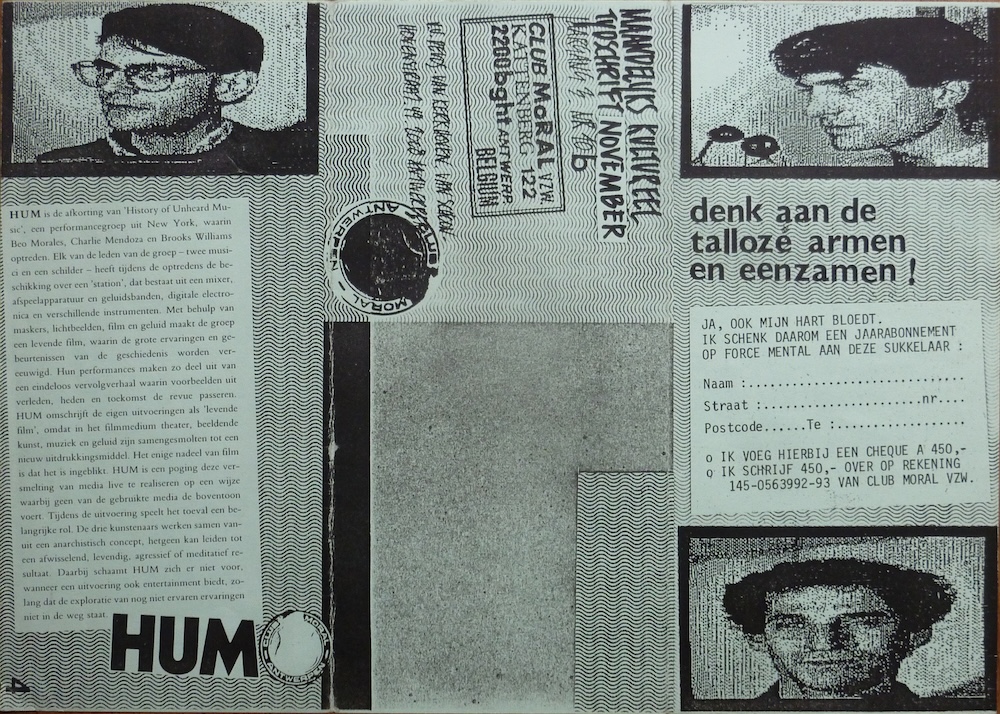 HUM is de afkorting van 'History of Unheard Mu-
sic', een performancegroep uit New York, waarin
Beo Morales, Charlie Mendoza en Brooks Williams
optreden. Elk van de leden van de groep – twee musi-
ci en een schilder – heeft tijdens de optredens de be-
schikking over een 'station', dat bestaat uit een mixer,
afspeelapparatuur en geluidsbanden, digitale electro-
nica en verschillende instrumenten. Met behulp van
maskers, lichtbeelden, film en geluid maakt de groep
een levende film, waarin de grote ervaringen en ge-
beurtenissen van de geschiedenis worden ver-
eeuwigd. Hun performances maken zo deel uit van
een eindeloos vervolgverhaal waarin voorbeelden uit
verleden, heden en toekomst de revue passeren.
HUM omschrijft de eigen uitvoeringen als 'levende
film', omdat in het filmmedium theater, beeldende
kunst, muziek en geluid zijn samengesmolten tot een
nieuw uitdrukkingsmiddel. Het enige nadeel van film
is dat het is ingeblikt. HUM is een poging deze ver-
smelting van media live te realiseren op een wijze
waarbij geen van de gebruikte media de boventoon
voert. Tijdens de uitvoering speelt het toeval een be-
langrijke rol. De drie kunstenaars werken samen van-
uit een anarchistisch concept, hetgeen kan leiden tot
een afwisselend, levendig, agressief of meditatief re-
sultaat. Daarbij schaamt HUM zich er niet voor,
wanneer een uitvoering ook entertainment biedt, zo-
lang dat de exploratie van nog niet ervaren ervaringen
niet in de weg staat.
HUM
CLUB MORAL ANTWERPEN
4
MAANDELIJKS KULTUREEL
TIJDSCHRIFT NOVEMBER
JAARGANG 3 NR 10b
CLUB MoRAL VZW.
KATTENBERG 122
2200 bght ANTWERP
BELGIUM
CLUB MORAL – ANTWERPEN
denk aan de
talloze armen
en eenzamen !
JA, OOK MIJN HART BLOEDT.
IK SCHENK DAAROM EEN JAARABONNEMENT
OP FORCE MENTAL AAN DEZE SUKKELAAR :
Naam :.............................
Straat :.....................nr....
Postcode......Te :.................
o IK VOEG HIERBIJ EEN CHEQUE A 450,-
o IK SCHRIJF 450,- OVER OP REKENING
145-0563992-93 VAN CLUB MORAL VZW.